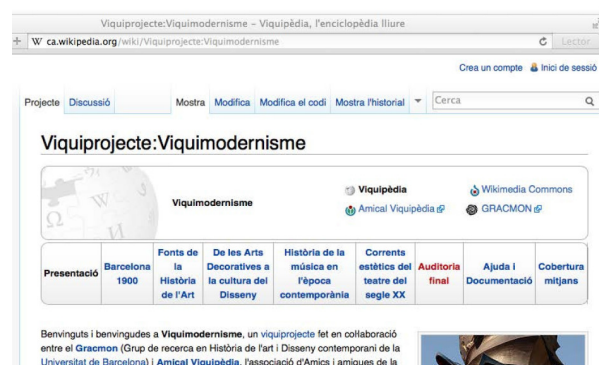 Viquiprojecte:Viquimodernisme – Viquipèdia, l'enciclopèdia lliure
+ W ca.wikipedia.org/wiki/Viquiprojecte:Viquimodernisme C Lector
Crea un compte Inici de sessió
Projecte Discussió Mostra Modifica Modifica el codi Mostra l'historial Cerca
Viquiprojecte:Viquimodernisme
Viquimodernisme
Viquipèdia Wikimedia Commons
Amical Viquipèdia GRACMON
Ω W И
Presentació
Barcelona
1900
Fonts de
la
Història
de l'Art
De les Arts
Decoratives a
la cultura del
Disseny
Història de la
música en
l'època
contemporània
Corrents
estètics del
teatre del
segle XX
Auditoria
final
Ajuda i
Documentació
Cobertura
mitjans
Benvinguts i benvingudes a Viquimodernisme, un viquiprojecte fet en col·laboració
entre el Gracmon (Grup de recerca en Història de l'art i Disseny contemporani de la
Universitat de Barcelona) i Amical Viquipèdia, l'associació d'Amics i amigues de la